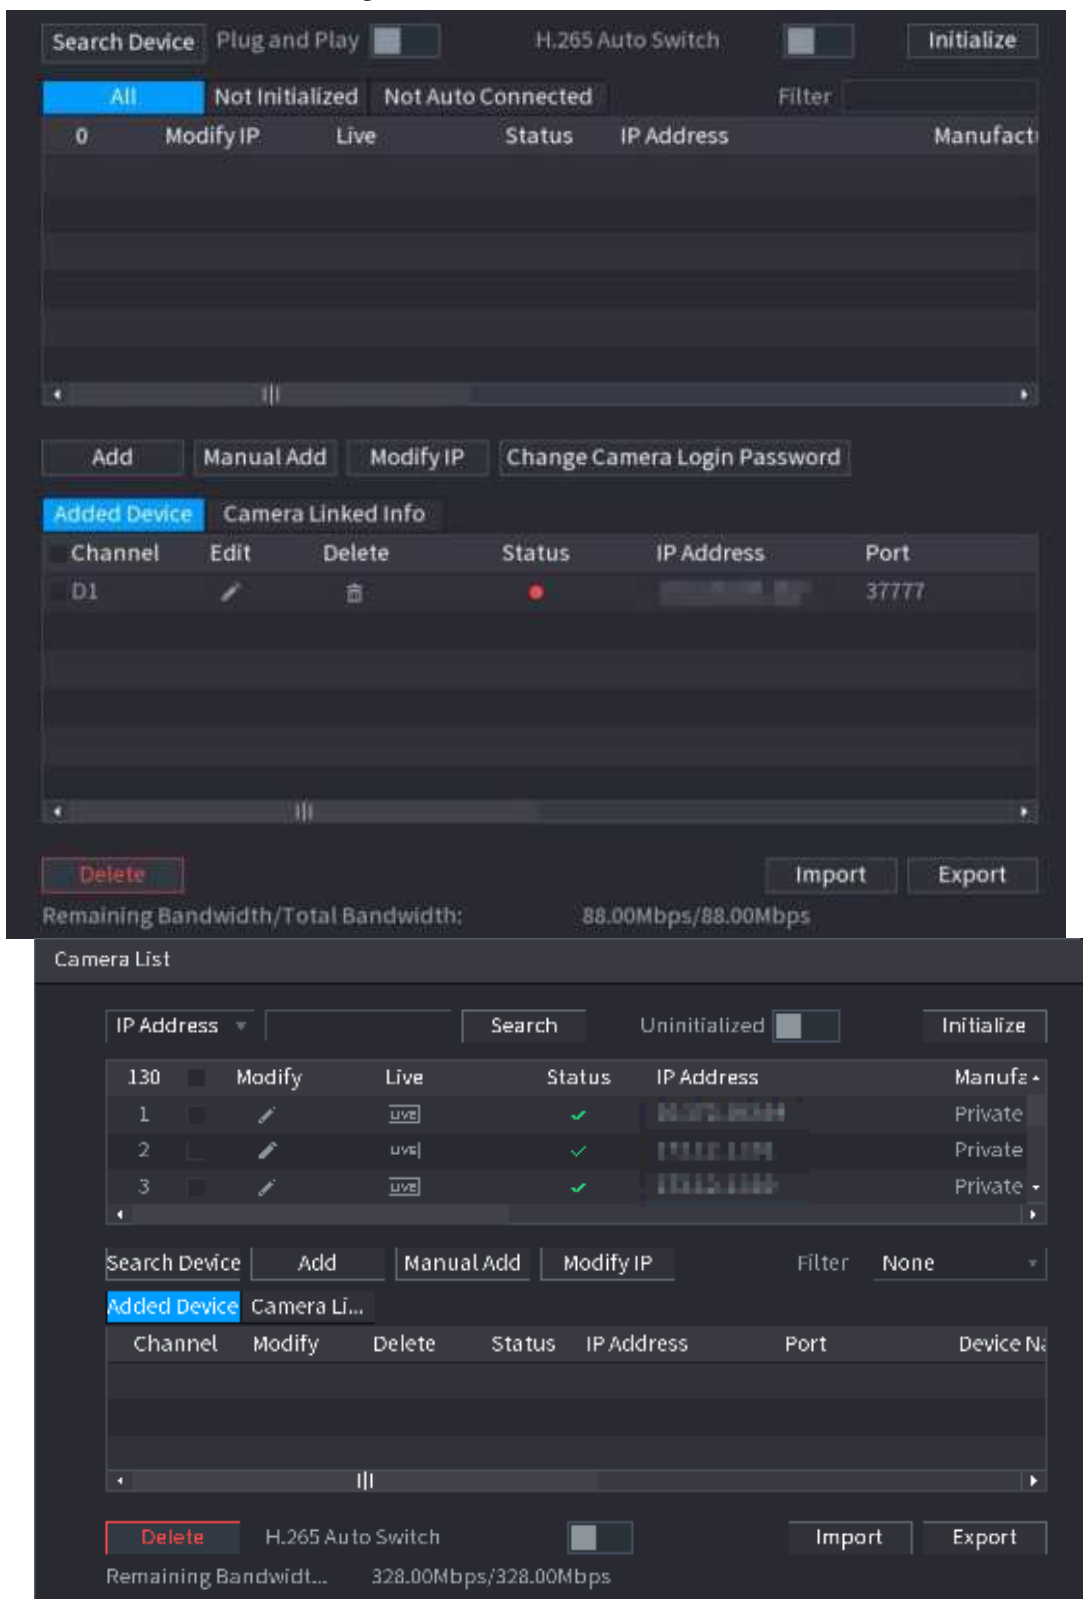 Search Device Plug and Play H.265 Auto Switch Initialize
All Not Initialized Not Auto Connected Filter
0 Modify IP Live Status IP Address Manufact
Add Manual Add Modify IP Change Camera Login Password
Added Device Camera Linked Info
Channel Edit Delete Status IP Address Port
D1 37777
Delete Import Export
Remaining Bandwidth/Total Bandwidth: 88.00Mbps/88.00Mbps
Camera List
IP Address Search Uninitialized Initialize
130 Modify Live Status IP Address Manufa
1 LIVE Private
2 LIVE Private
3 LIVE Private
Search Device Add Manual Add Modify IP Filter None
Added Device Camera Li...
Channel Modify Delete Status IP Address Port Device Na
Delete H.265 Auto Switch Import Export
Remaining Bandwidt... 328.00Mbps/328.00Mbps